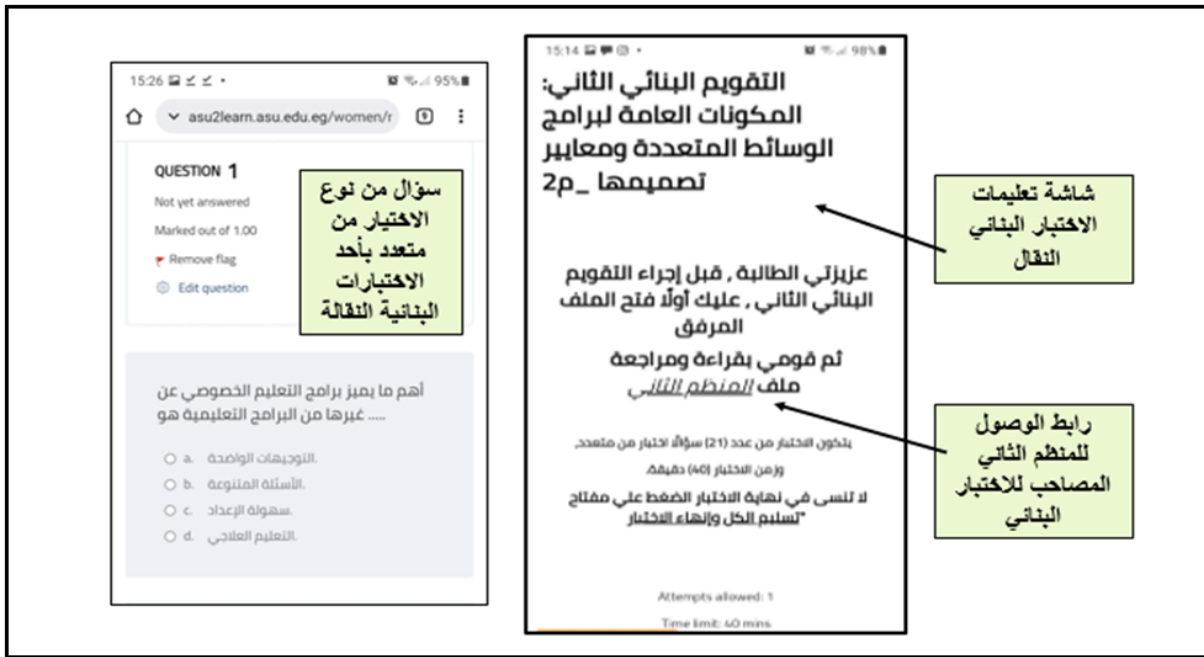 15:26
95%
asu2learn.asu.edu.eg/women/r
9
QUESTION 1
Not yet answered
Marked out of 1.00
Remove flag
Edit question
سؤال من نوع
الاختيار من
متعدد بأحد
الاختبارات
البنائية النقالة
أهم ما يميز برامج التعليم الخصوصي عن
غيرها من البرامج التعليمية هو .....
a. التوجيهات الواضحة.
b. الأسئلة المتنوعة.
c. سهولة الإعداد.
d. التعليم العلاجي.
15:14
98%
التقويم البنائي الثاني:
المكونات العامة لبرامج
الوسائط المتعددة ومعايير
تصميمها _م2
عزيزتي الطالبة , قبل إجراء التقويم
البنائي الثاني , عليك أولًا فتح الملف
المرفق
ثم قومي بقراءة ومراجعة
ملف المنظم الثاني
يتكون الاختبار من عدد (21) سؤالًا اختيار من متعدد,
وزمن الاختبار (40) دقيقة.
لا تنسى في نهاية الاختبار الضغط علي مفتاح
"تسليم الكل وإنهاء الاختبار
Attempts allowed: 1
Time limit: 40 mins
شاشة تعليمات
الاختبار البنائي
النقال
رابط الوصول
للمنظم الثاني
المصاحب للاختبار
البنائي